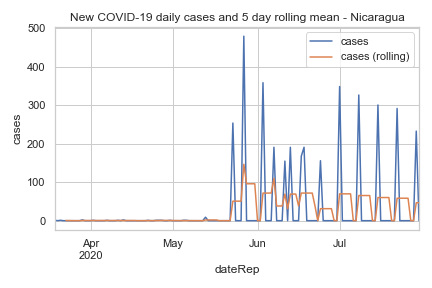 New COVID-19 daily cases and 5 day rolling mean - Nicaragua
cases
cases (rolling)
500
400
300
200
100
0
cases
Apr
2020
May
Jun
Jul
dateRep